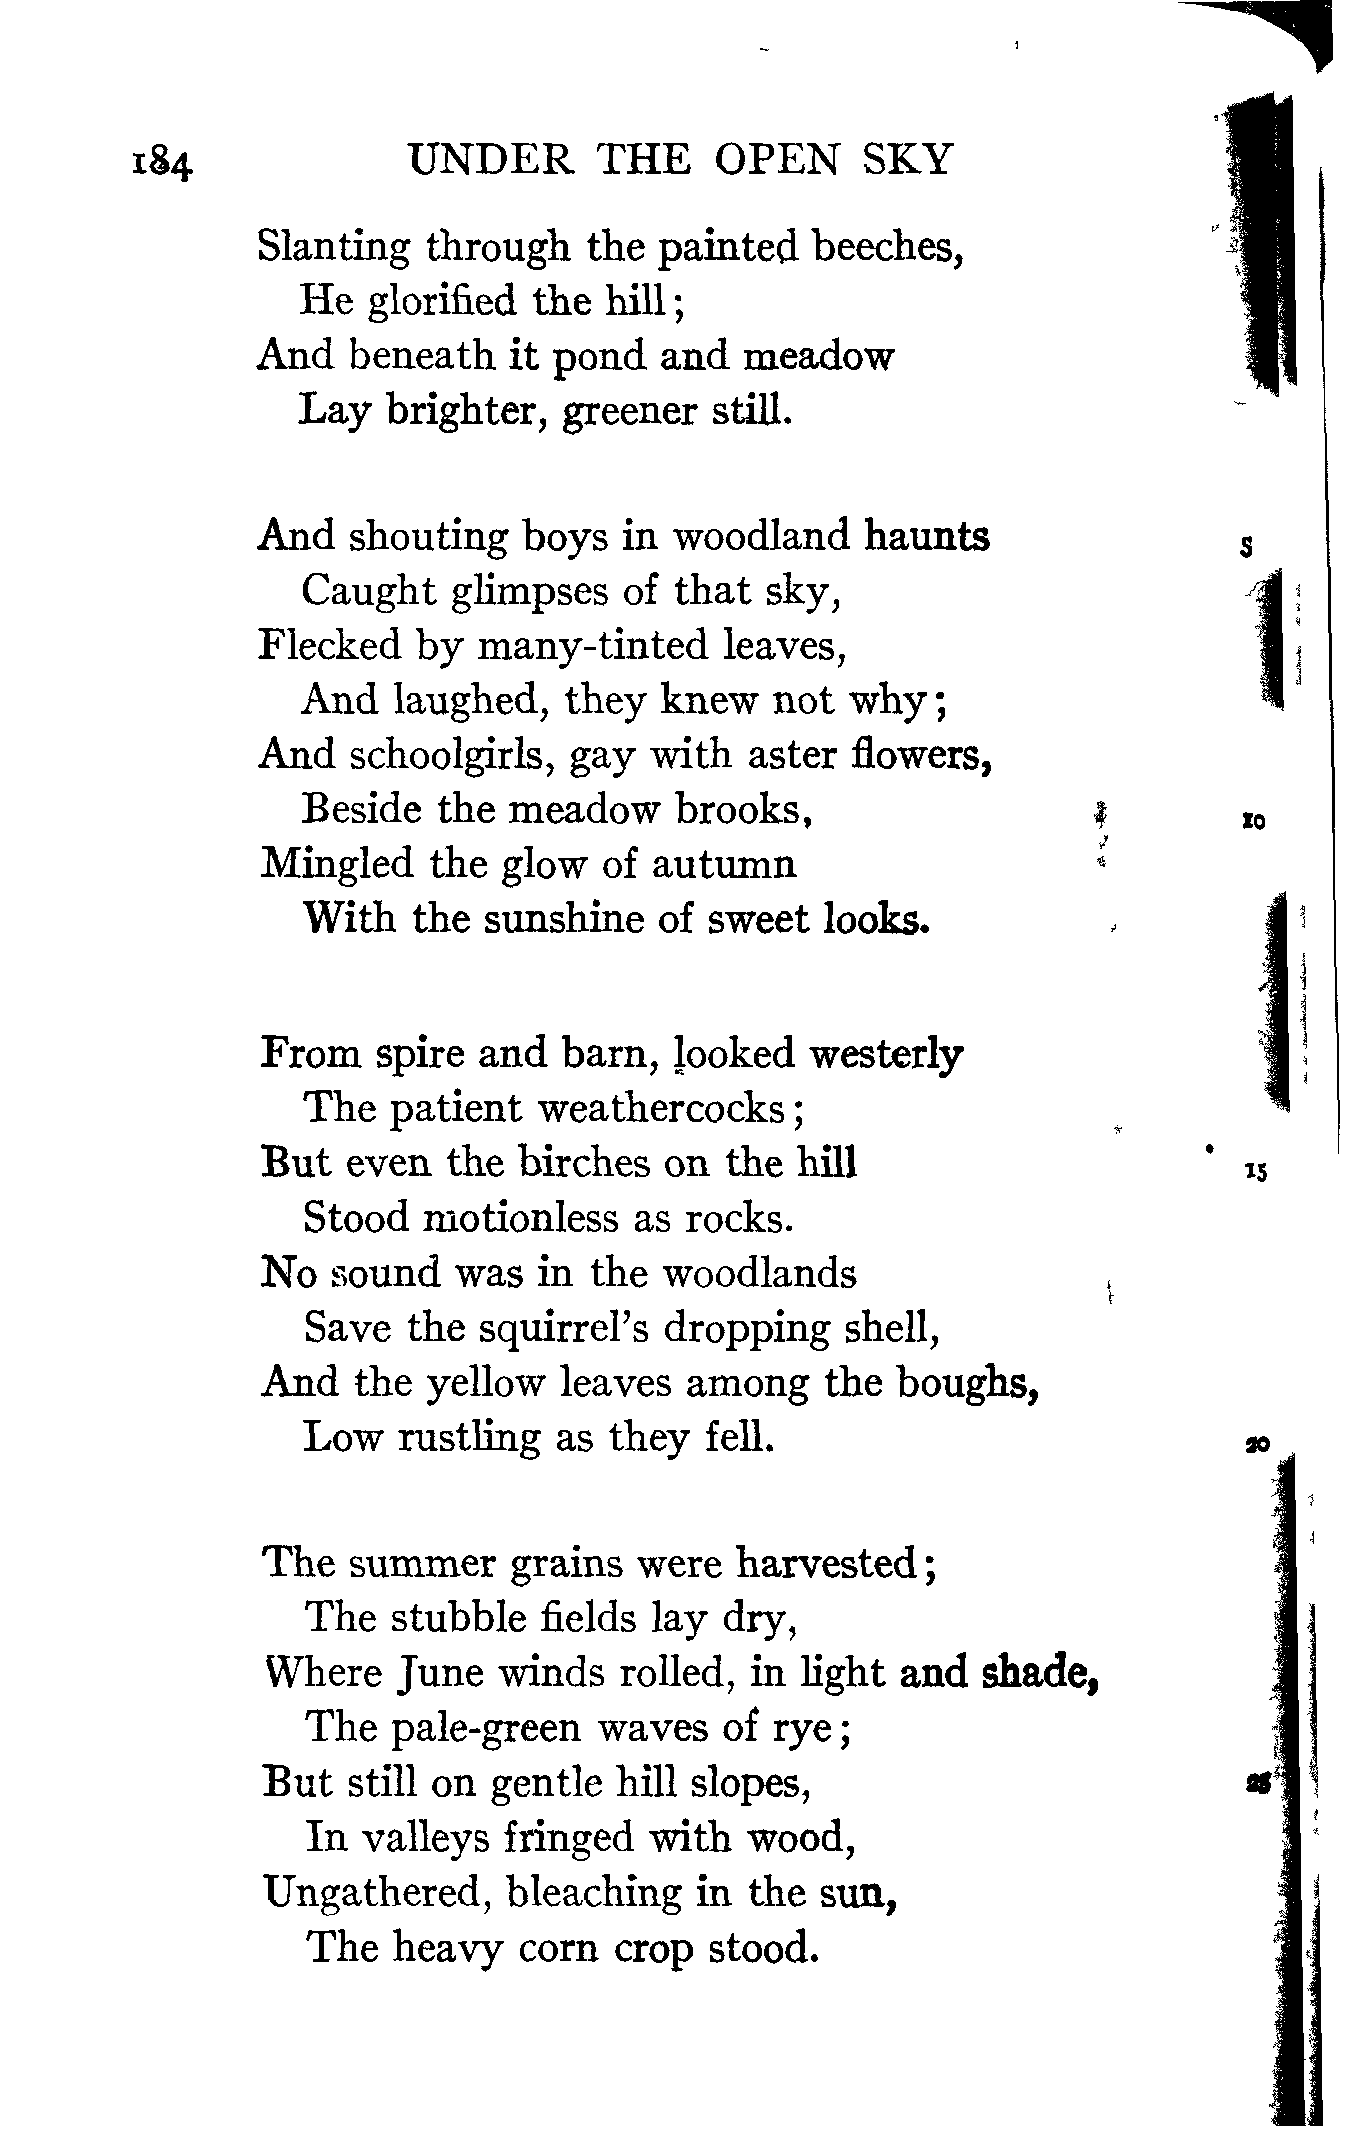 184 UNDER THE OPEN SKY
Slanting through the painted beeches,
He glorified the hill;
And beneath it pond and meadow
Lay brighter, greener still.
And shouting boys in woodland haunts 5
Caught glimpses of that sky,
Flecked by many-tinted leaves,
And laughed, they knew not why;
And schoolgirls, gay with aster flowers,
Beside the meadow brooks, 10
Mingled the glow of autumn
With the sunshine of sweet looks.
From spire and barn, looked westerly
The patient weathercocks;
But even the birches on the hill 15
Stood motionless as rocks.
No sound was in the woodlands
Save the squirrel's dropping shell,
And the yellow leaves among the boughs,
Low rustling as they fell. 20
The summer grains were harvested;
The stubble fields lay dry,
Where June winds rolled, in light and shade,
The pale-green waves of rye;
But still on gentle hill slopes, 25
In valleys fringed with wood,
Ungathered, bleaching in the sun,
The heavy corn crop stood.